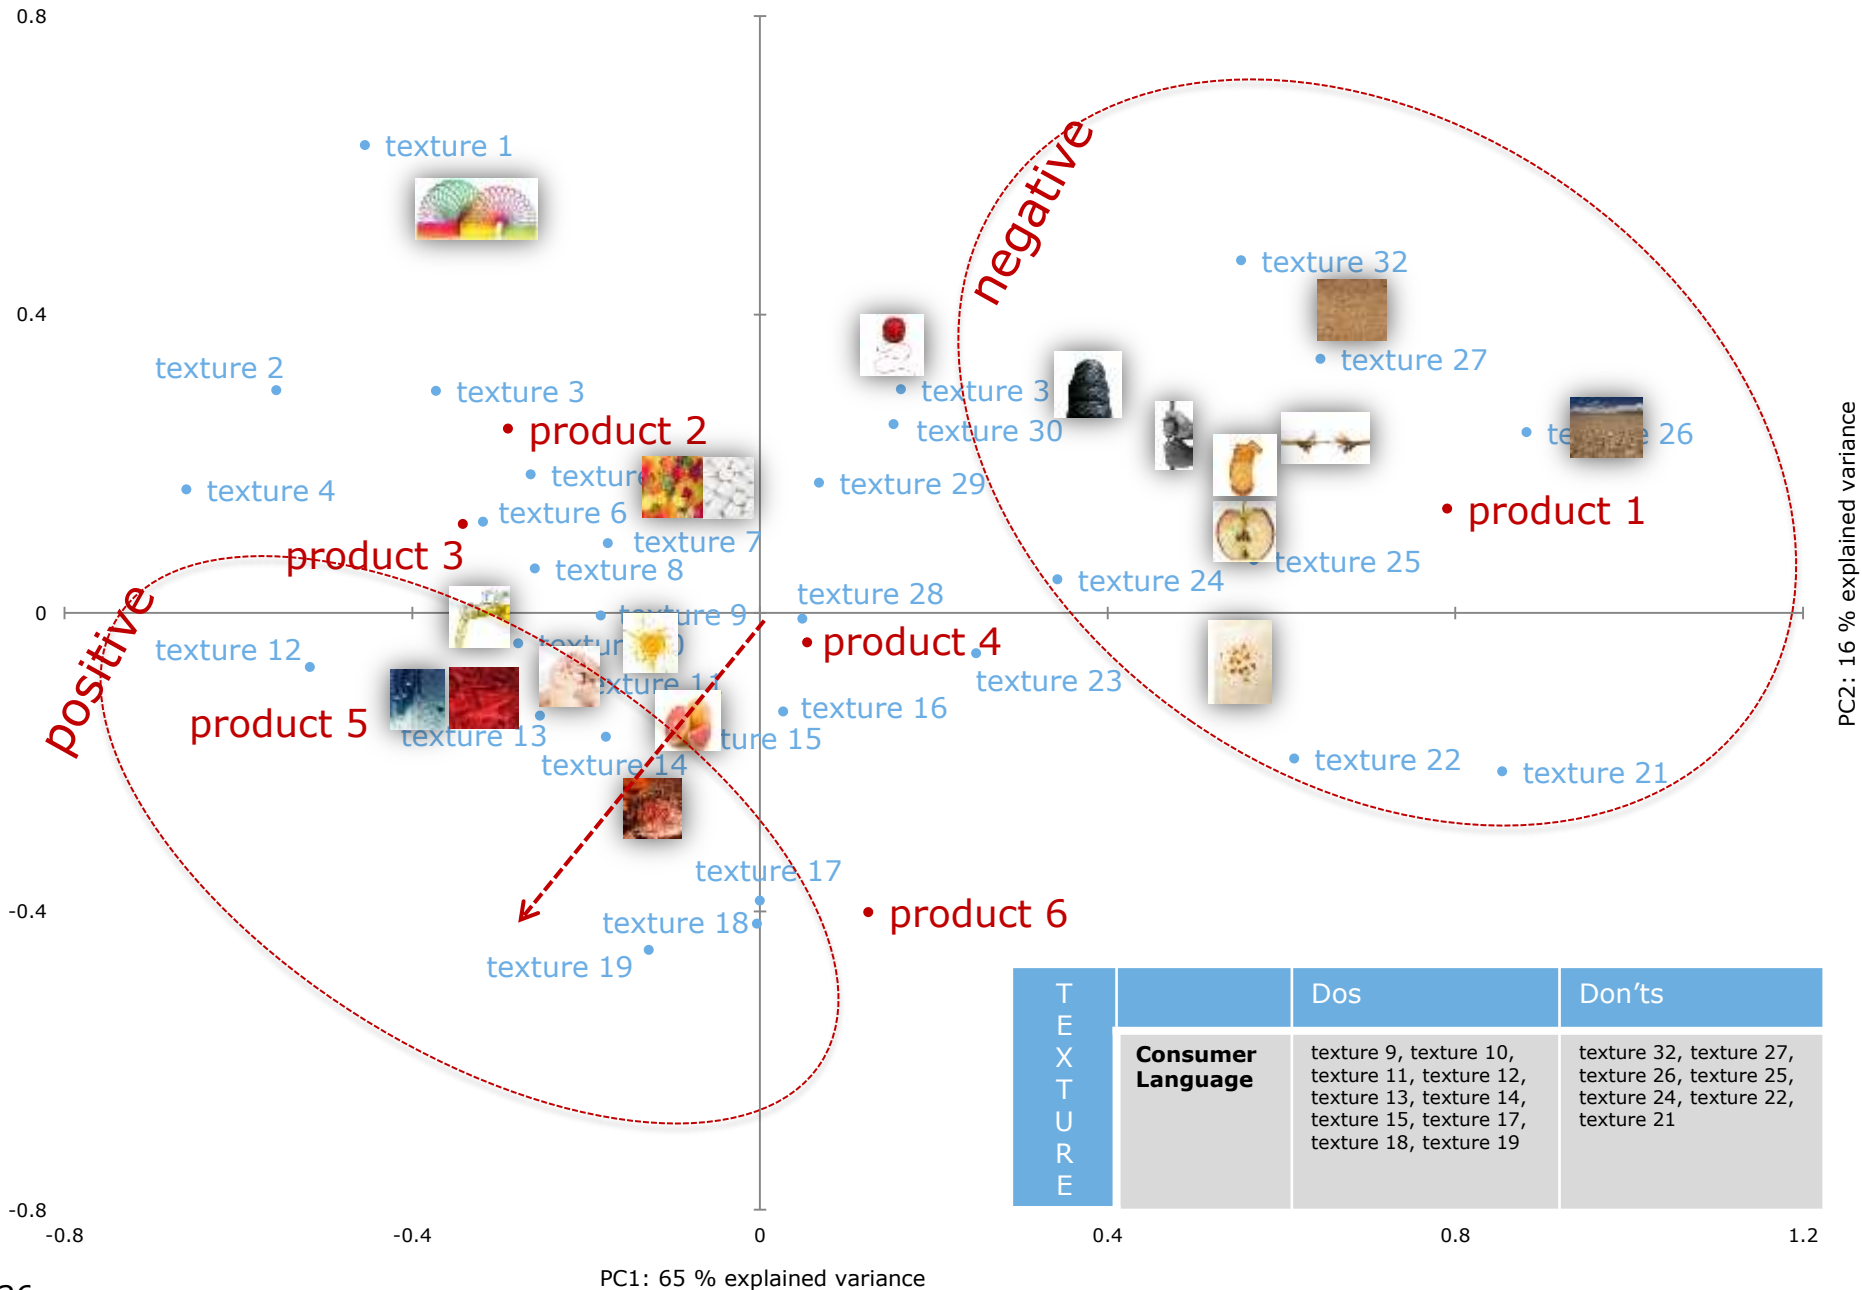 0.8
texture 1
negative
texture 32
0.4
texture 27
texture 2
texture 3
texture 3
product 2
texture 30
26
texture
texture 29
texture 4
texture 6
product 1
product 3
texture 7
texture 25
texture 8
texture 24
texture 28
0
texture 9
positive
texture 12
product 4
texture 23
product 5
texture 16
texture 13
15
texture 14
texture 22
texture 21
texture 17
-0.4
product 6
texture 18
texture 19
TEXTURE
Dos
Don'ts
Consumer
Language
texture 9, texture 10,
texture 11, texture 12,
texture 13, texture 14,
texture 15, texture 17,
texture 18, texture 19
texture 32, texture 27,
texture 26, texture 25,
texture 24, texture 22,
texture 21
-0.8
-0.8
-0.4
0
0.4
0.8
1.2
PC1: 65 % explained variance
PC2: 16 % explained variance